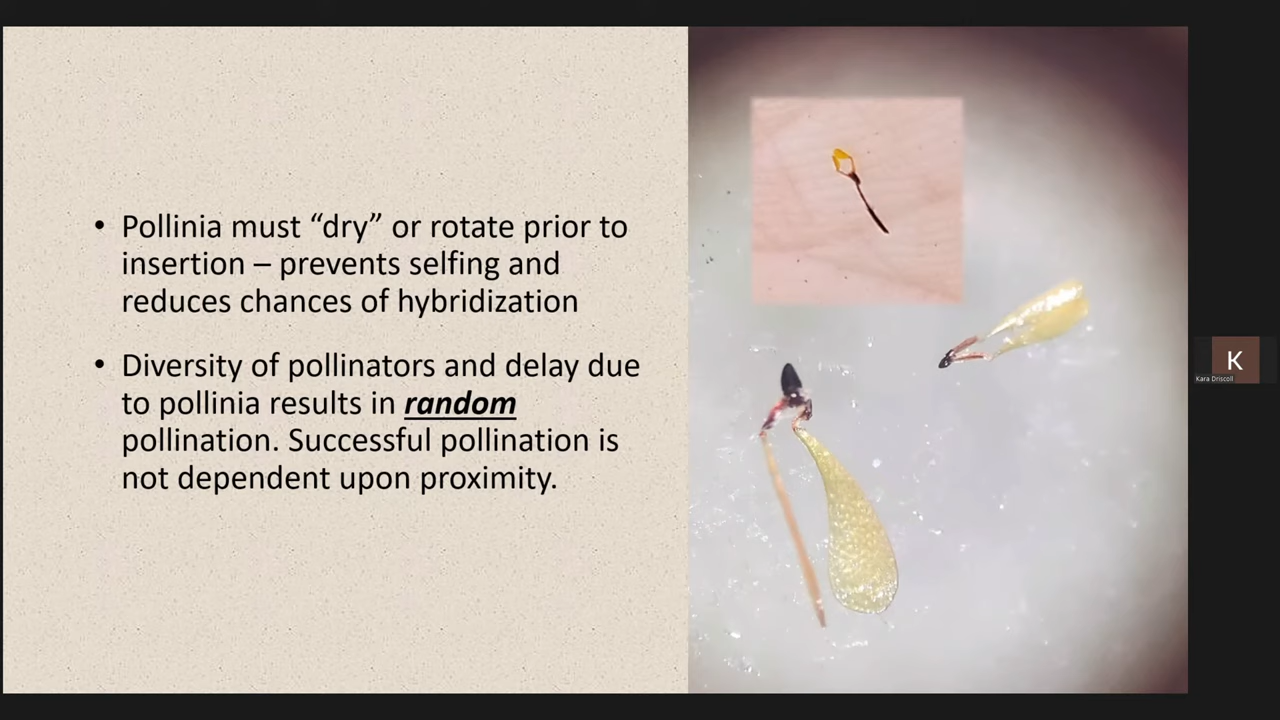 • Pollinia must “dry” or rotate prior to
insertion – prevents selfing and
reduces chances of hybridization
• Diversity of pollinators and delay due
to pollinia results in random
pollination. Successful pollination is
not dependent upon proximity.
K
Kara Driscoll